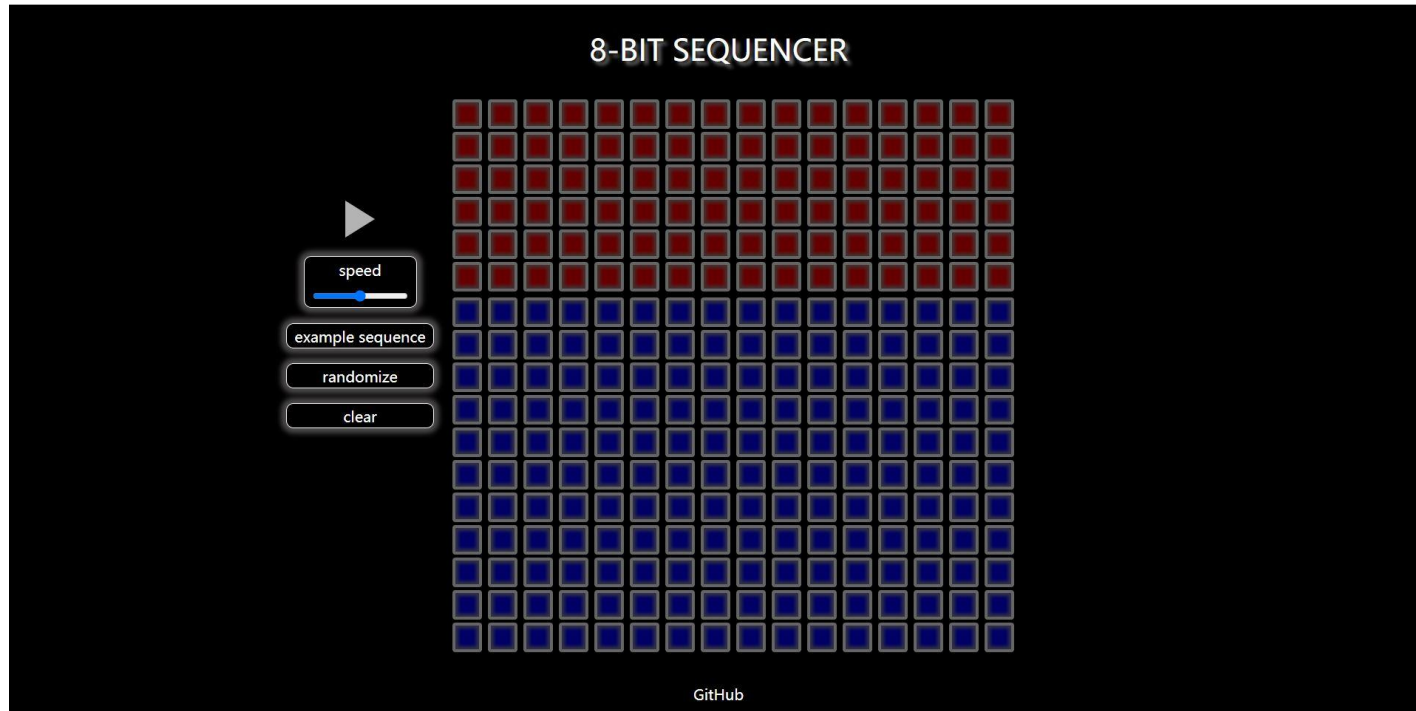 8-BIT SEQUENCER
speed
example sequence
randomize
clear
GitHub